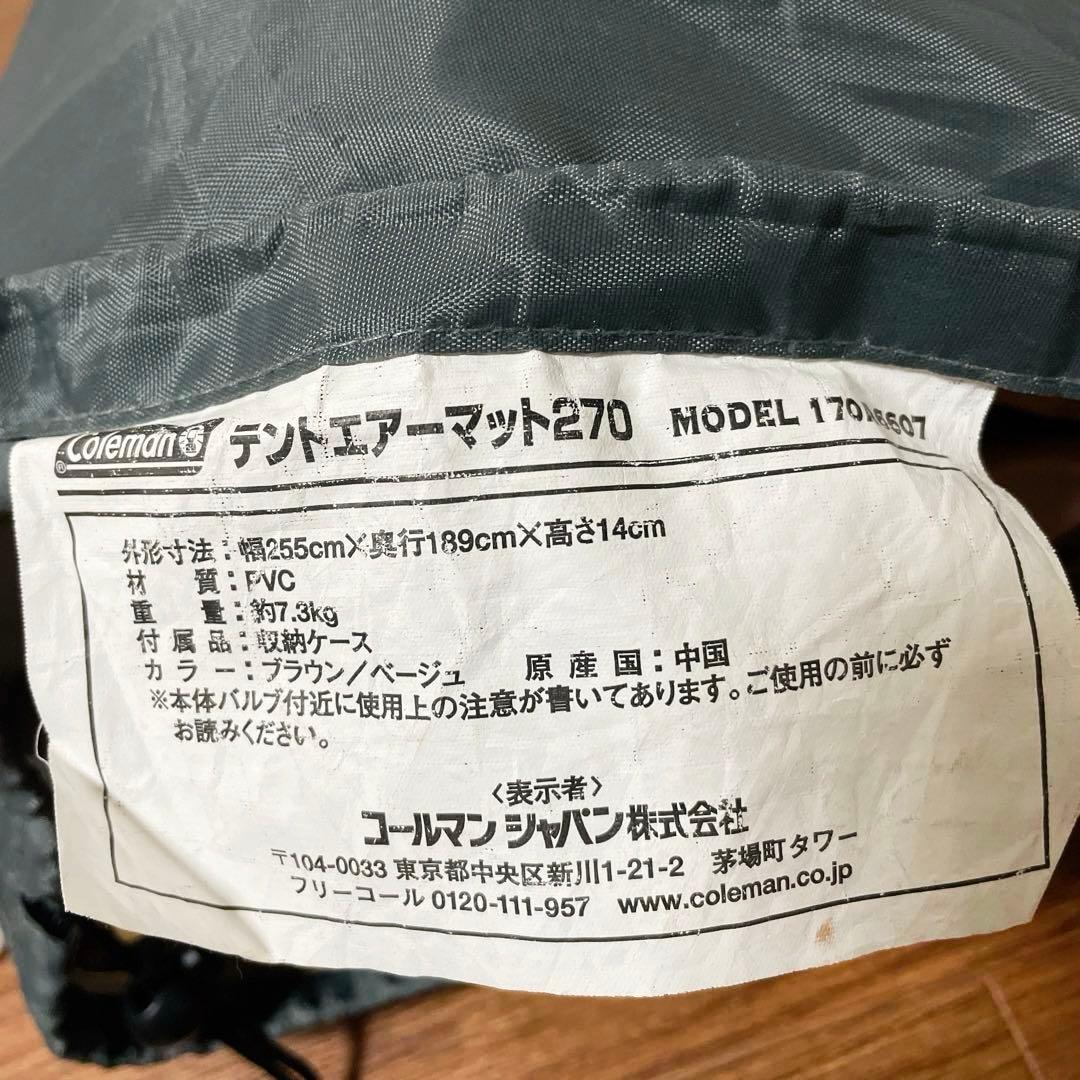 Coleman® テントエアーマット270 MODEL 170A6607
外形寸法：幅255cm×奥行189cm×高さ14cm
材 質：PVC
重 量：約7.3kg
付属品：収納ケース
カラー：ブラウン／ベージュ 原産国：中国
※本体バルブ付近に使用上の注意が書いてあります。ご使用の前に必ず
お読みください。
〈表示者〉
コールマン ジャパン株式会社
〒104-0033 東京都中央区新川1-21-2 茅場町タワー
フリーコール 0120-111-957 www.coleman.co.jp